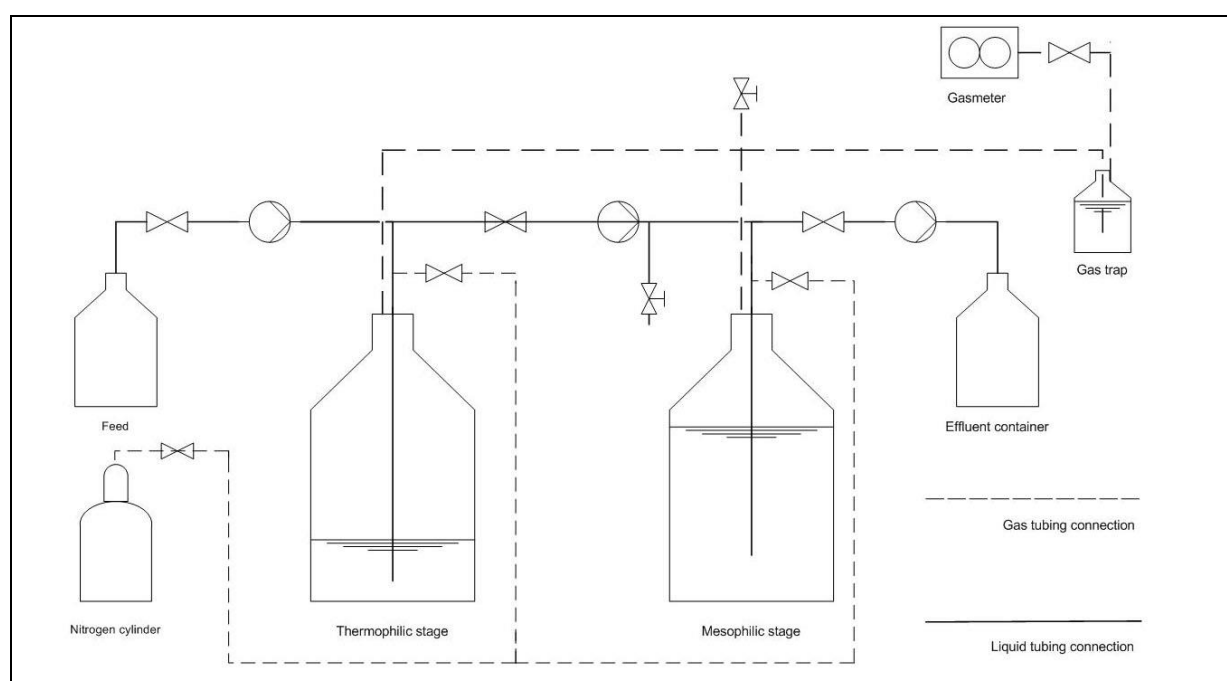 Gasmeter
Gas trap
Feed
Effluent container
Gas tubing connection
Nitrogen cylinder
Thermophilic stage
Mesophilic stage
Liquid tubing connection